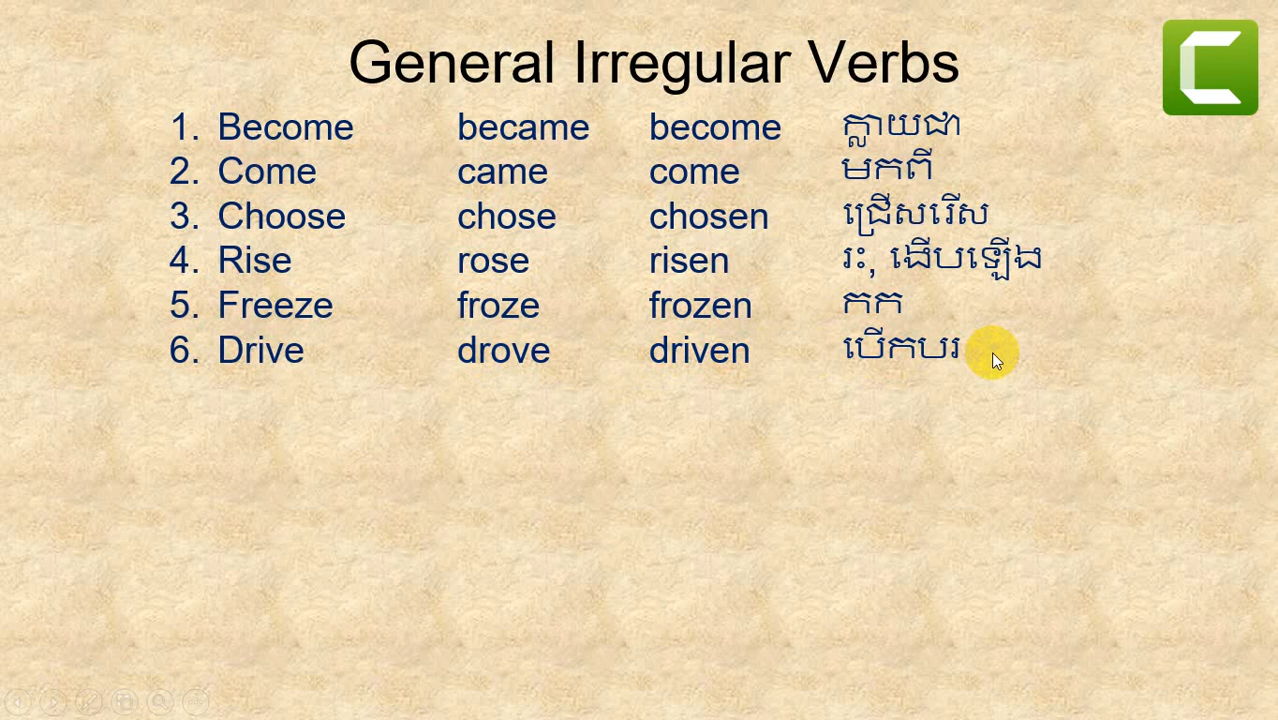 General Irregular Verbs
1. Become became become ក្លាយជា
2. Come came come មកពី
3. Choose chose chosen ជ្រើសរើស
4. Rise rose risen រះ, ងើបឡើង
5. Freeze froze frozen កក
6. Drive drove driven បើកបរ